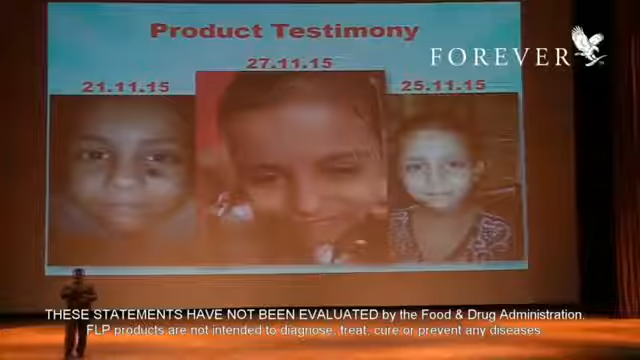 Product Testimony
FOREVER
27.11.15
21.11.15
25.11.15
THESE STATEMENTS HAVE NOT BEEN EVALUATED by the Food & Drug Administration.
FLP products are not intended to diagnose, treat, cure or prevent any diseases